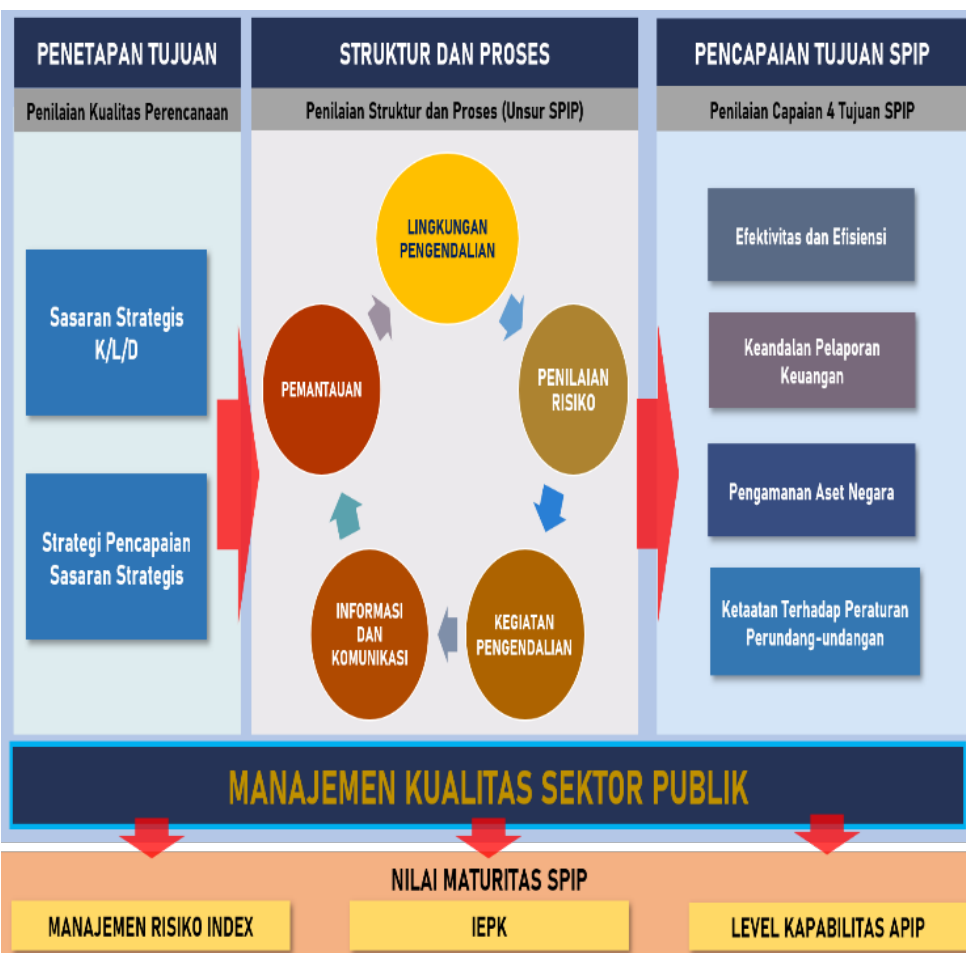 PENETAPAN TUJUAN
Penilaian Kualitas Perencanaan
Sasaran Strategis
K/L/D
Strategi Pencapaian
Sasaran Strategis
STRUKTUR DAN PROSES
Penilaian Struktur dan Proses (Unsur SPIP)
LINGKUNGAN
PENGENDALIAN
PENILAIAN
RISIKO
KEGIATAN
PENGENDALIAN
INFORMASI
DAN
KOMUNIKASI
PEMANTAUAN
PENCAPAIAN TUJUAN SPIP
Penilaian Capaian 4 Tujuan SPIP
Efektivitas dan Efisiensi
Keandalan Pelaporan
Keuangan
Pengamanan Aset Negara
Ketaatan Terhadap Peraturan
Perundang-undangan
MANAJEMEN KUALITAS SEKTOR PUBLIK
NILAI MATURITAS SPIP
MANAJEMEN RISIKO INDEX
IEPK
LEVEL KAPABILITAS APIP